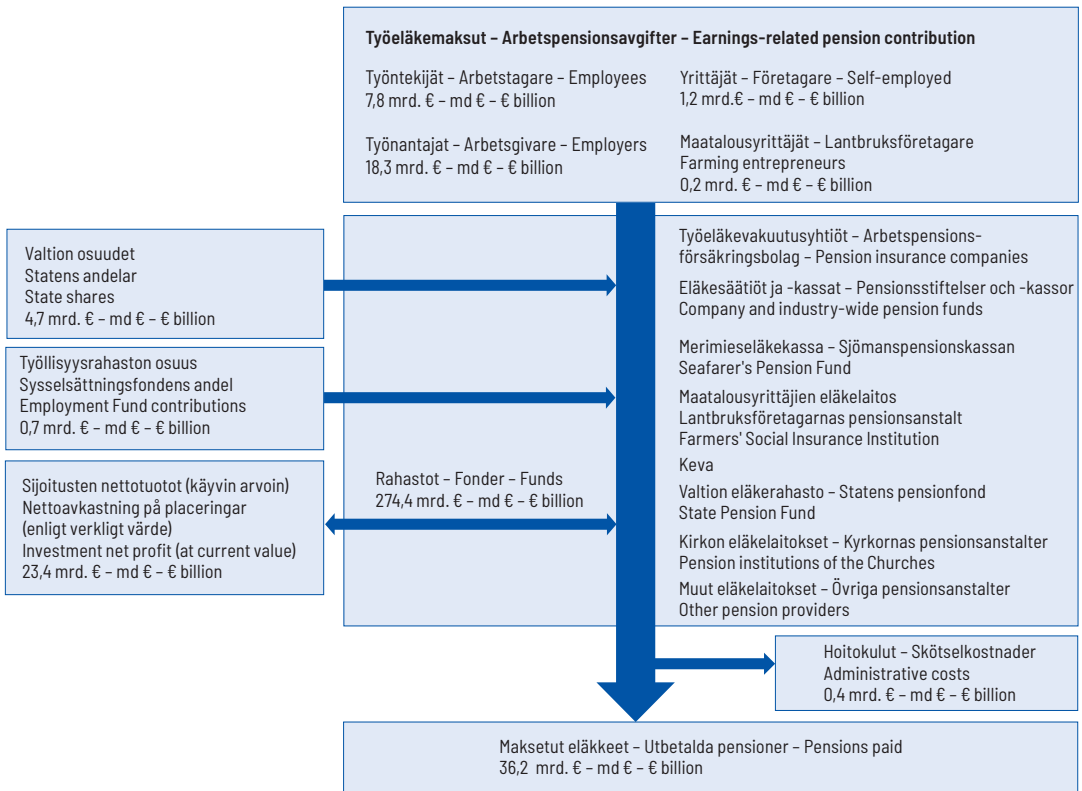 Työeläkemaksut – Arbetspensionsavgifter – Earnings-related pension contribution
Työntekijät – Arbetstagare – Employees
7,8 mrd. € – md € – € billion
Työnantajat – Arbetsgivare – Employers
18,3 mrd. € – md € – € billion
Yrittäjät – Företagare – Self-employed
1,2 mrd.€ – md € – € billion
Maatalousyrittäjät – Lantbruksföretagare
Farming entrepreneurs
0,2 mrd. € – md € – € billion
Valtion osuudet
Statens andelar
State shares
4,7 mrd. € – md € – € billion
Työllisyysrahaston osuus
Sysselsättningsfondens andel
Employment Fund contributions
0,7 mrd. € – md € – € billion
Sijoitusten nettotuotot (käyvin arvoin)
Nettoavkastning på placeringar
(enligt verkligt värde)
Investment net profit (at current value)
23,4 mrd. € – md € – € billion
Rahastot – Fonder – Funds
274,4 mrd. € – md € – € billion
Työeläkevakuutusyhtiöt – Arbetspensions-
försäkringsbolag – Pension insurance companies
Eläkesäätiöt ja -kassat – Pensionsstiftelser och -kassor
Company and industry-wide pension funds
Merimieseläkekassa – Sjömanspensionskassan
Seafarer's Pension Fund
Maatalousyrittäjien eläkelaitos
Lantbruksföretagarnas pensionsanstalt
Farmers' Social Insurance Institution
Keva
Valtion eläkerahasto – Statens pensionfond
State Pension Fund
Kirkon eläkelaitokset – Kyrkornas pensionsanstalter
Pension institutions of the Churches
Muut eläkelaitokset – Övriga pensionsanstalter
Other pension providers
Hoitokulut – Skötselkostnader
Administrative costs
0,4 mrd. € – md € – € billion
Maksetut eläkkeet – Utbetalda pensioner – Pensions paid
36,2 mrd. € – md € – € billion